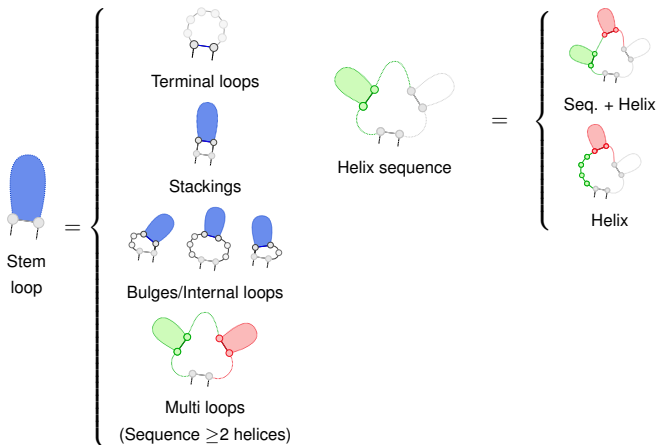 Stem
loop
=
Terminal loops
Stackings
Bulges/Internal loops
Multi loops
(Sequence ≥2 helices)
Helix sequence
=
Seq. + Helix
Helix